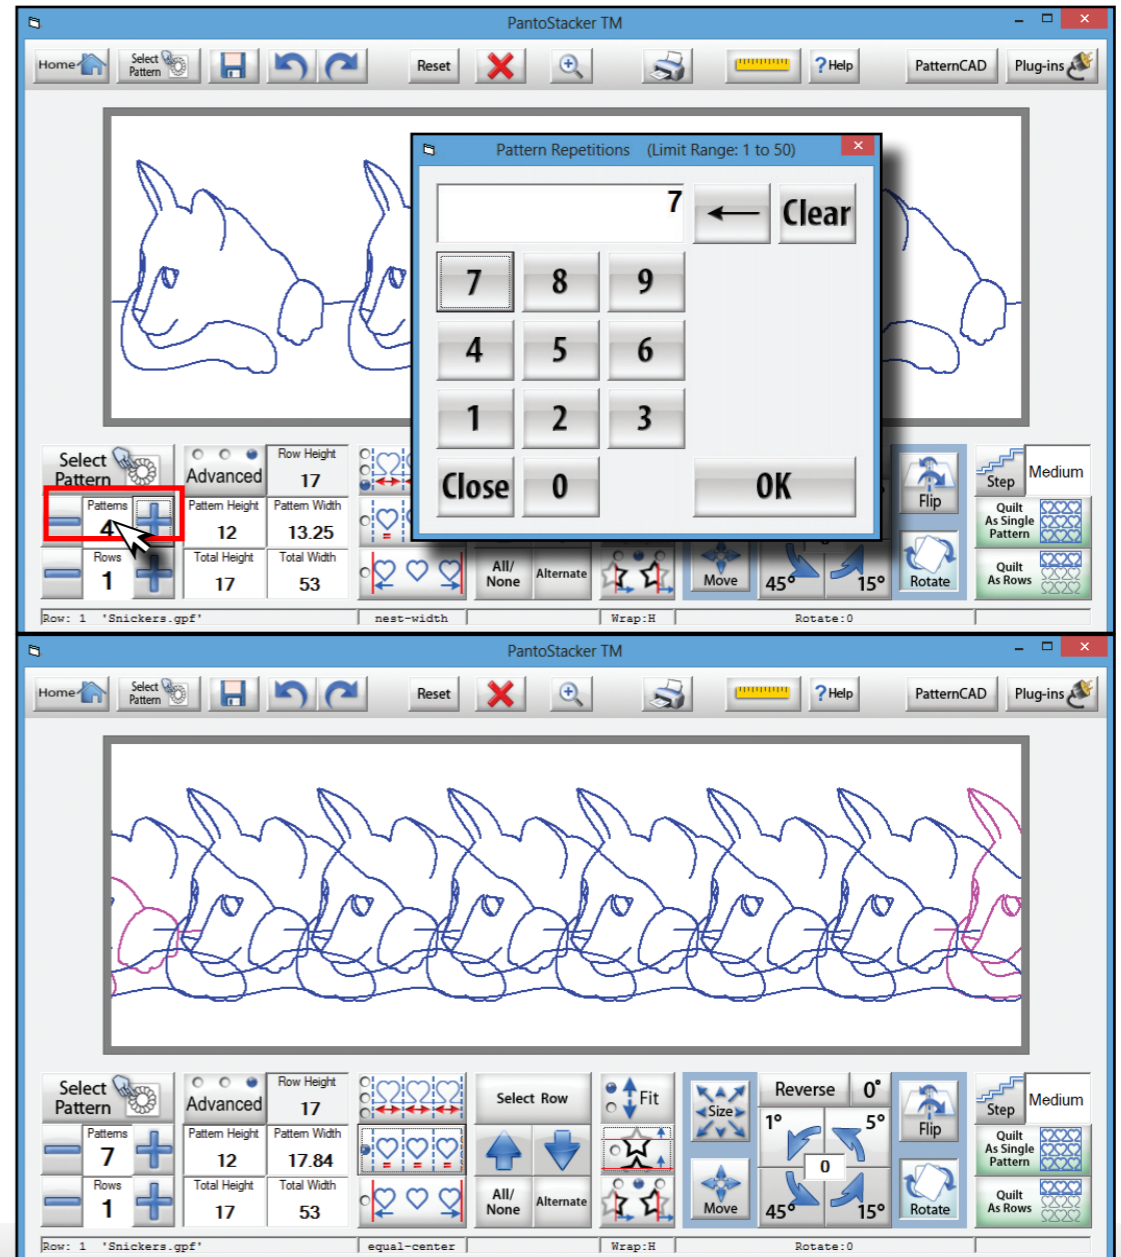 PantoStacker TM
Home
Select
Pattern
Reset
? Help
PatternCAD
Plug-ins
Pattern Repetitions (Limit Range: 1 to 50)
7
← Clear
7 8 9
4 5 6
1 2 3
Close 0 OK
Select
Pattern
Advanced
Row Height
17
Patterns
4
Pattern Height
12
Pattern Width
13.25
Rows
1
Total Height
17
Total Width
53
All/
None
Alternate
Move
45°
15°
Flip
Rotate
Step
Medium
Quilt
As Single
Pattern
Quilt
As Rows
Row: 1 'Snickers.gpf'
nest-width
Wrap:H
Rotate:0
PantoStacker TM
Home
Select
Pattern
Reset
? Help
PatternCAD
Plug-ins
Select
Pattern
Advanced
Row Height
17
Patterns
7
Pattern Height
12
Pattern Width
17.84
Rows
1
Total Height
17
Total Width
53
Select Row
All/
None
Alternate
Fit
Size
Move
Reverse
0°
1°
5°
0
45°
15°
Flip
Rotate
Step
Medium
Quilt
As Single
Pattern
Quilt
As Rows
Row: 1 'Snickers.gpf'
equal-center
Wrap:H
Rotate:0